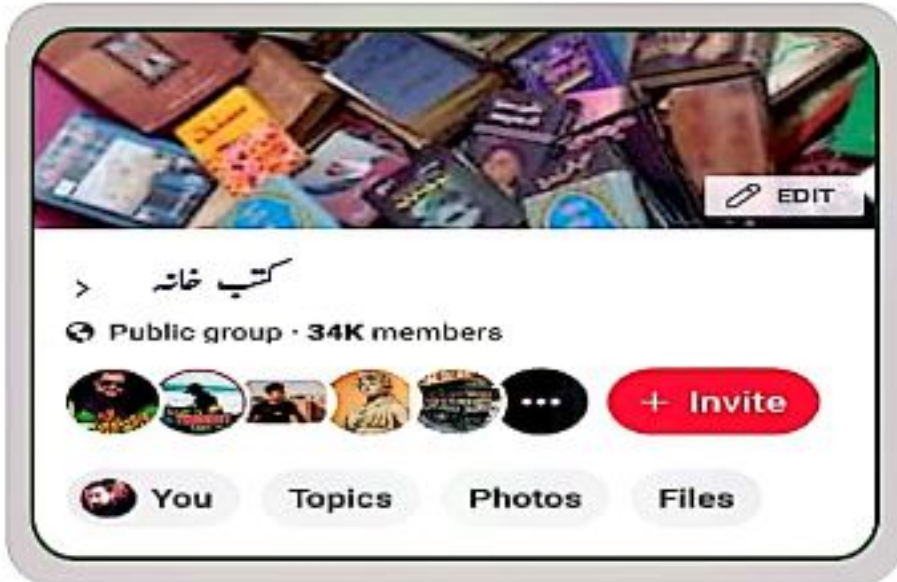 EDIT
کتب خانہ >
Public group · 34K members
+ Invite
You Topics Photos Files